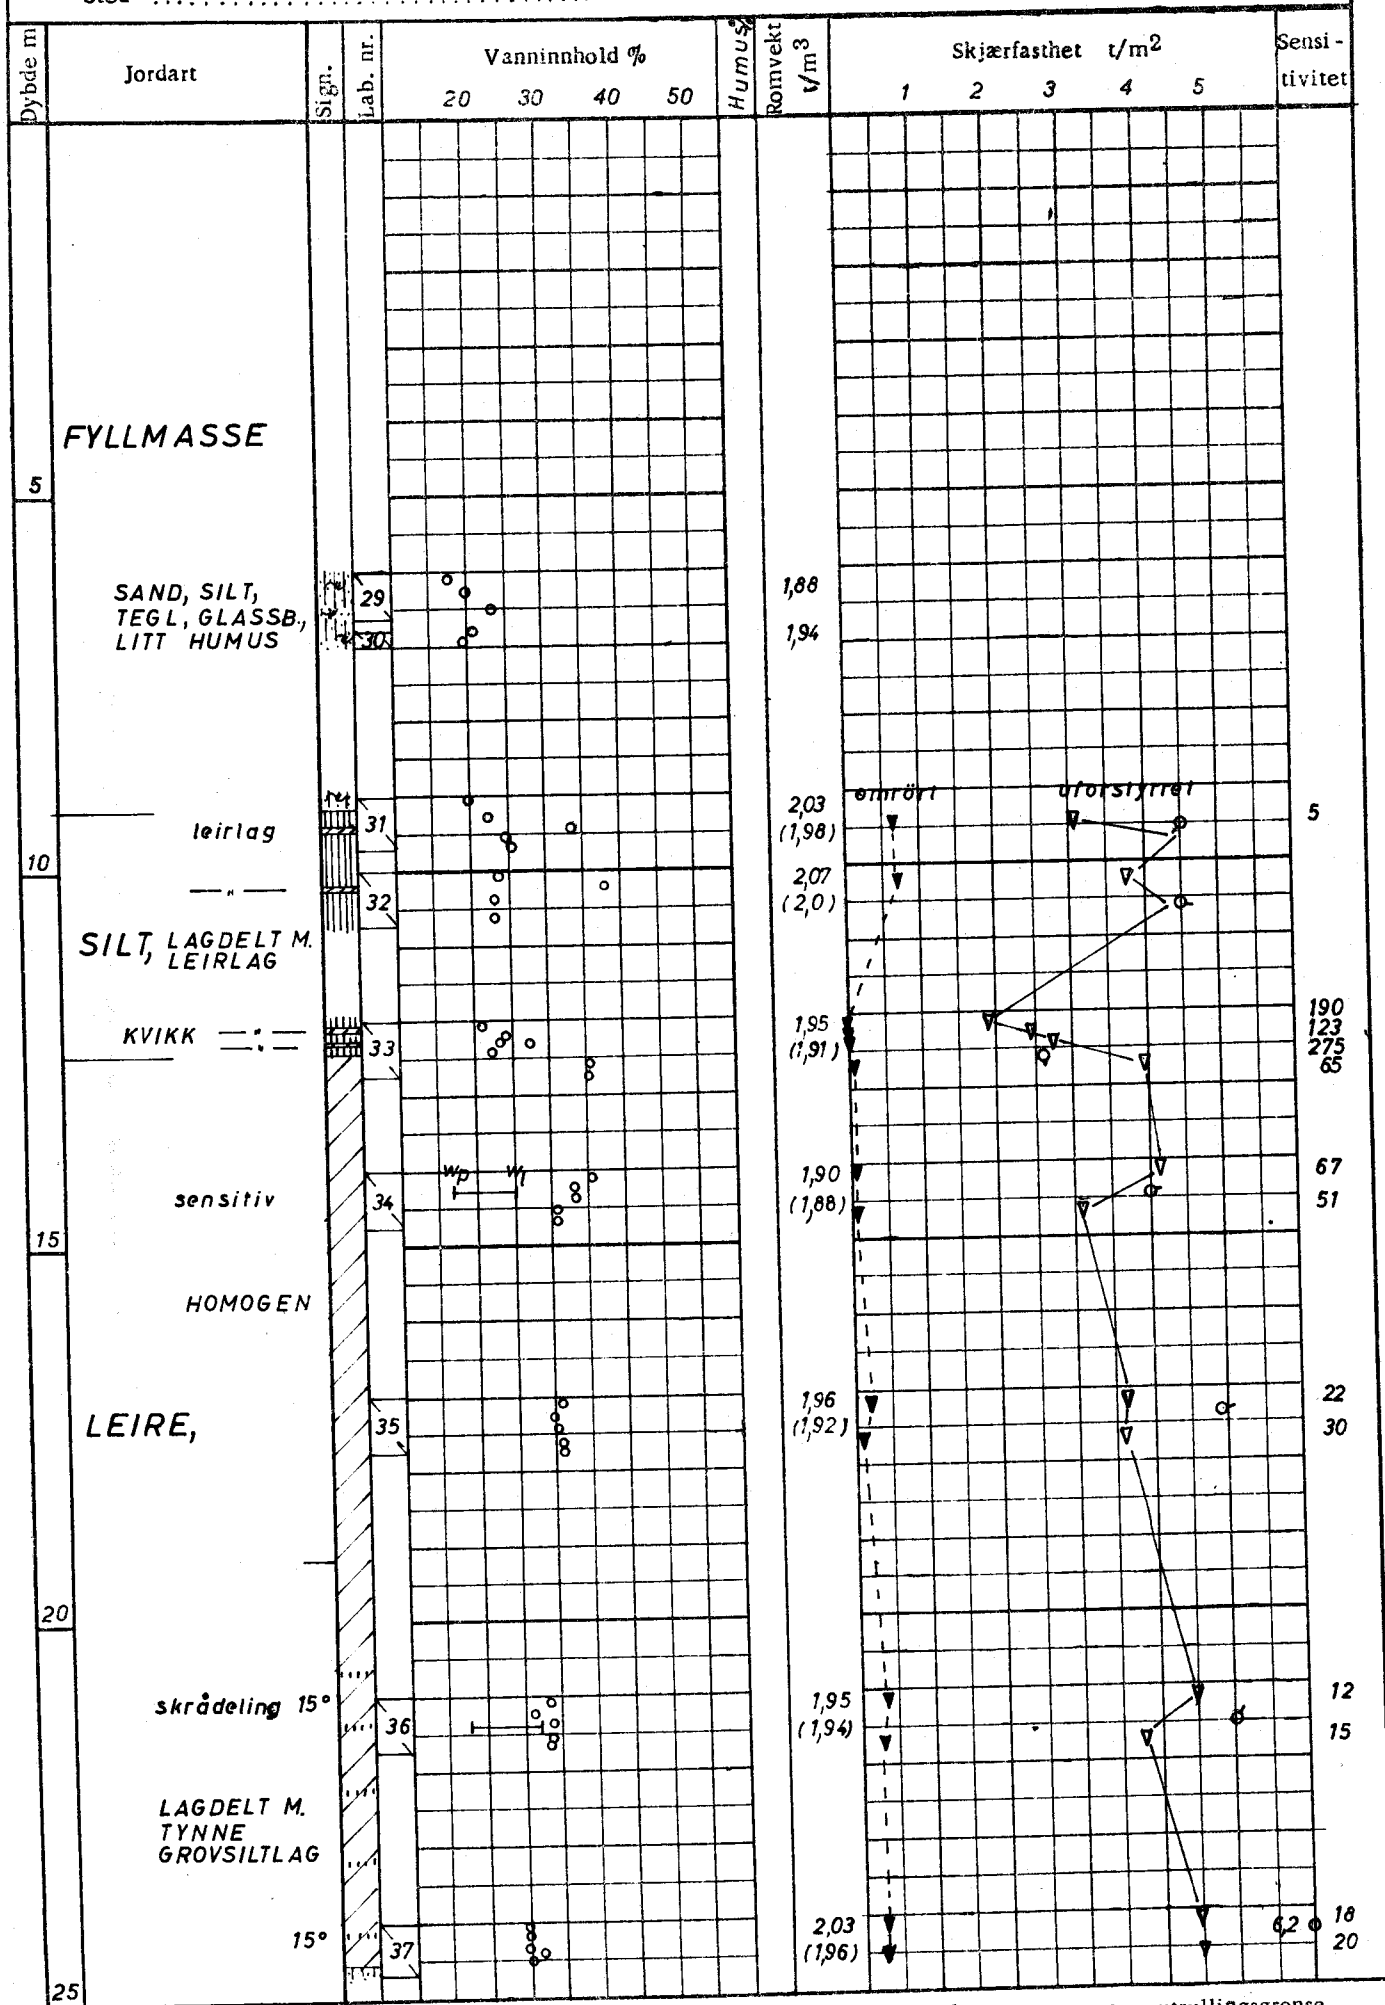 Dybde m
Jordart
Sign.
Lab. nr.
Vanninnhold %
20 30 40 50
Humus%
Romvekt t/m³
Skjærfasthet t/m²
1 2 3 4 5
Sensi-
tivitet
FYLLMASSE
5
SAND, SILT,
TEGL, GLASSB.,
LITT HUMUS
29
30
1,88
1,94
omrört uforstyrret
leirlag
31
2,03
(1,98)
5
10
— " —
32
2,07
(2,0)
SILT, LAGDELT M.
LEIRLAG
KVIKK — " —
— " —
33
1,95
(1,91)
190
123
275
65
sensitiv
34
Wp Wl
1,90
(1,88)
67
51
15
HOMOGEN
LEIRE,
35
1,96
(1,92)
22
30
20
skrådeling 15°
36
1,95
(1,94)
12
15
LAGDELT M.
TYNNE
GROVSILTLAG
15°
37
2,03
(1,96)
6,2
18
20
25